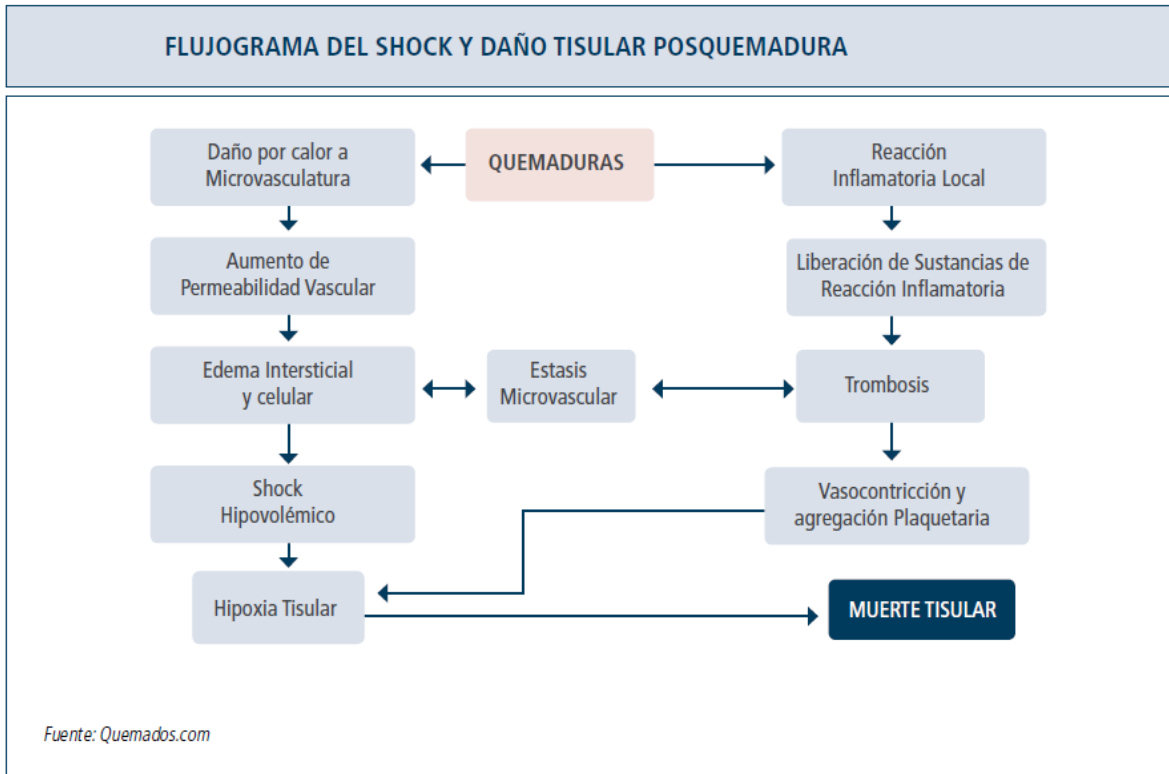 FLUJOGRAMA DEL SHOCK Y DAÑO TISULAR POSQUEMADURA
Daño por calor a
Microvasculatura
QUEMADURAS
Reacción
Inflamatoria Local
Aumento de
Permeabilidad Vascular
Liberación de Sustancias de
Reacción Inflamatoria
Edema Intersticial
y celular
Estasis
Microvascular
Trombosis
Shock
Hipovolémico
Vasocontricción y
agregación Plaquetaria
Hipoxia Tisular
MUERTE TISULAR
Fuente: Quemados.com